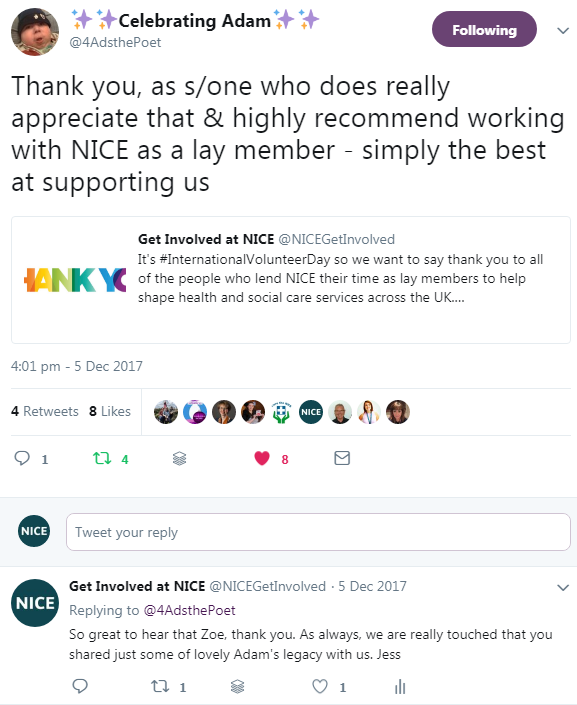 ✨✨Celebrating Adam✨✨
@4AdsthePoet
Following
Thank you, as s/one who does really
appreciate that & highly recommend working
with NICE as a lay member - simply the best
at supporting us
Get Involved at NICE @NICEGetInvolved
It's #InternationalVolunteerDay so we want to say thank you to all
of the people who lend NICE their time as lay members to help
shape health and social care services across the UK....
HANK YO
4:01 pm - 5 Dec 2017
4 Retweets 8 Likes
NICE
1 4 8
NICE
Tweet your reply
Get Involved at NICE @NICEGetInvolved · 5 Dec 2017
NICE
Replying to @4AdsthePoet
So great to hear that Zoe, thank you. As always, we are really touched that you
shared just some of lovely Adam's legacy with us. Jess
1 1